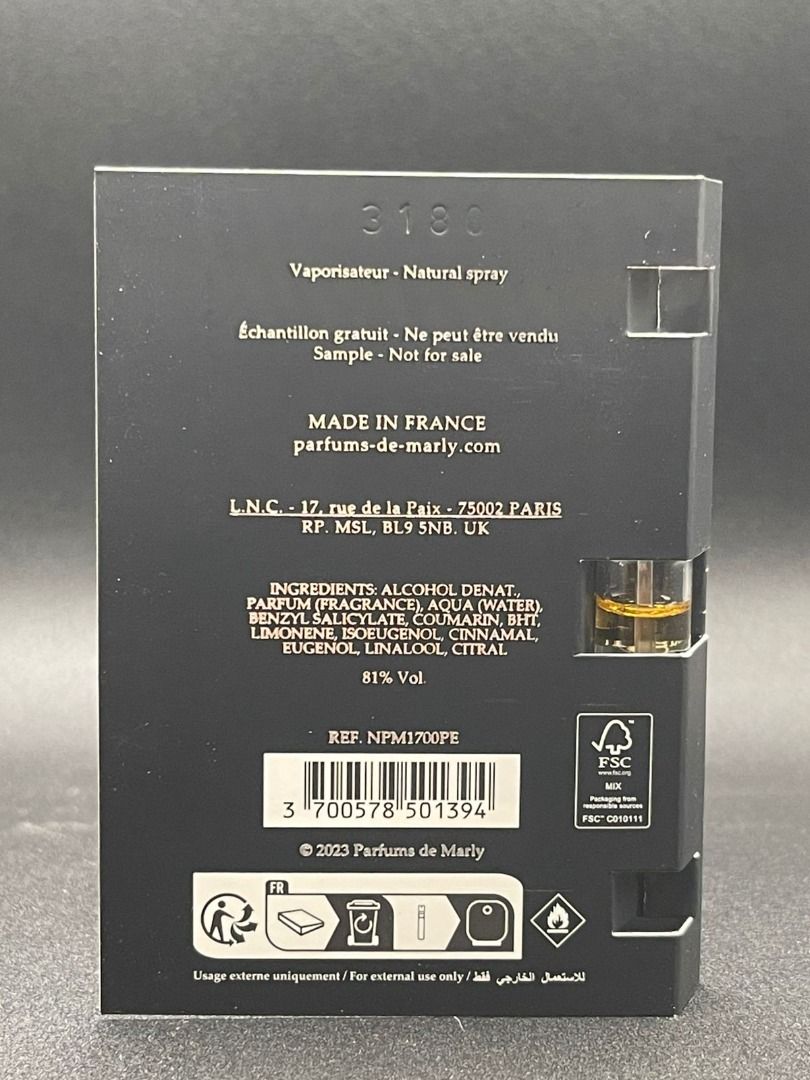 3180
Vaporisateur - Natural spray
Échantillon gratuit - Ne peut être vendu
Sample - Not for sale
MADE IN FRANCE
parfums-de-marly.com
L.N.C. - 17, rue de la Paix - 75002 PARIS
RP. MSL, BL9 5NB. UK
INGREDIENTS: ALCOHOL DENAT.,
PARFUM (FRAGRANCE), AQUA (WATER),
BENZYL SALICYLATE, COUMARIN, BHT,
LIMONENE, ISOEUGENOL, CINNAMAL,
EUGENOL, LINALOOL, CITRAL
81% Vol.
REF. NPM1700PE
3 700578 501394
FSC
www.fsc.org
MIX
Packaging from
responsible sources
FSC™ C010111
© 2023 Parfums de Marly
FR
Usage externe uniquement / For external use only / للاستعمال الخارجي فقط